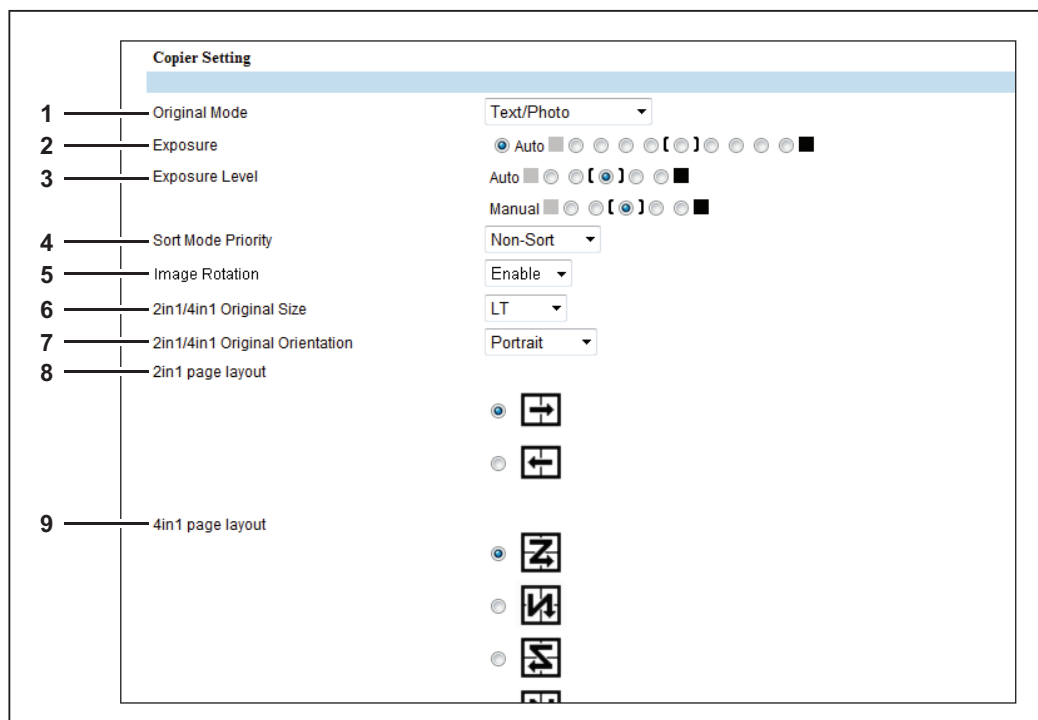 Copier Setting
1 Original Mode Text/Photo
2 Exposure Auto [ ]
3 Exposure Level Auto [ ]
Manual [ ]
4 Sort Mode Priority Non-Sort
5 Image Rotation Enable
6 2in1/4in1 Original Size LT
7 2in1/4in1 Original Orientation Portrait
8 2in1 page layout
9 4in1 page layout